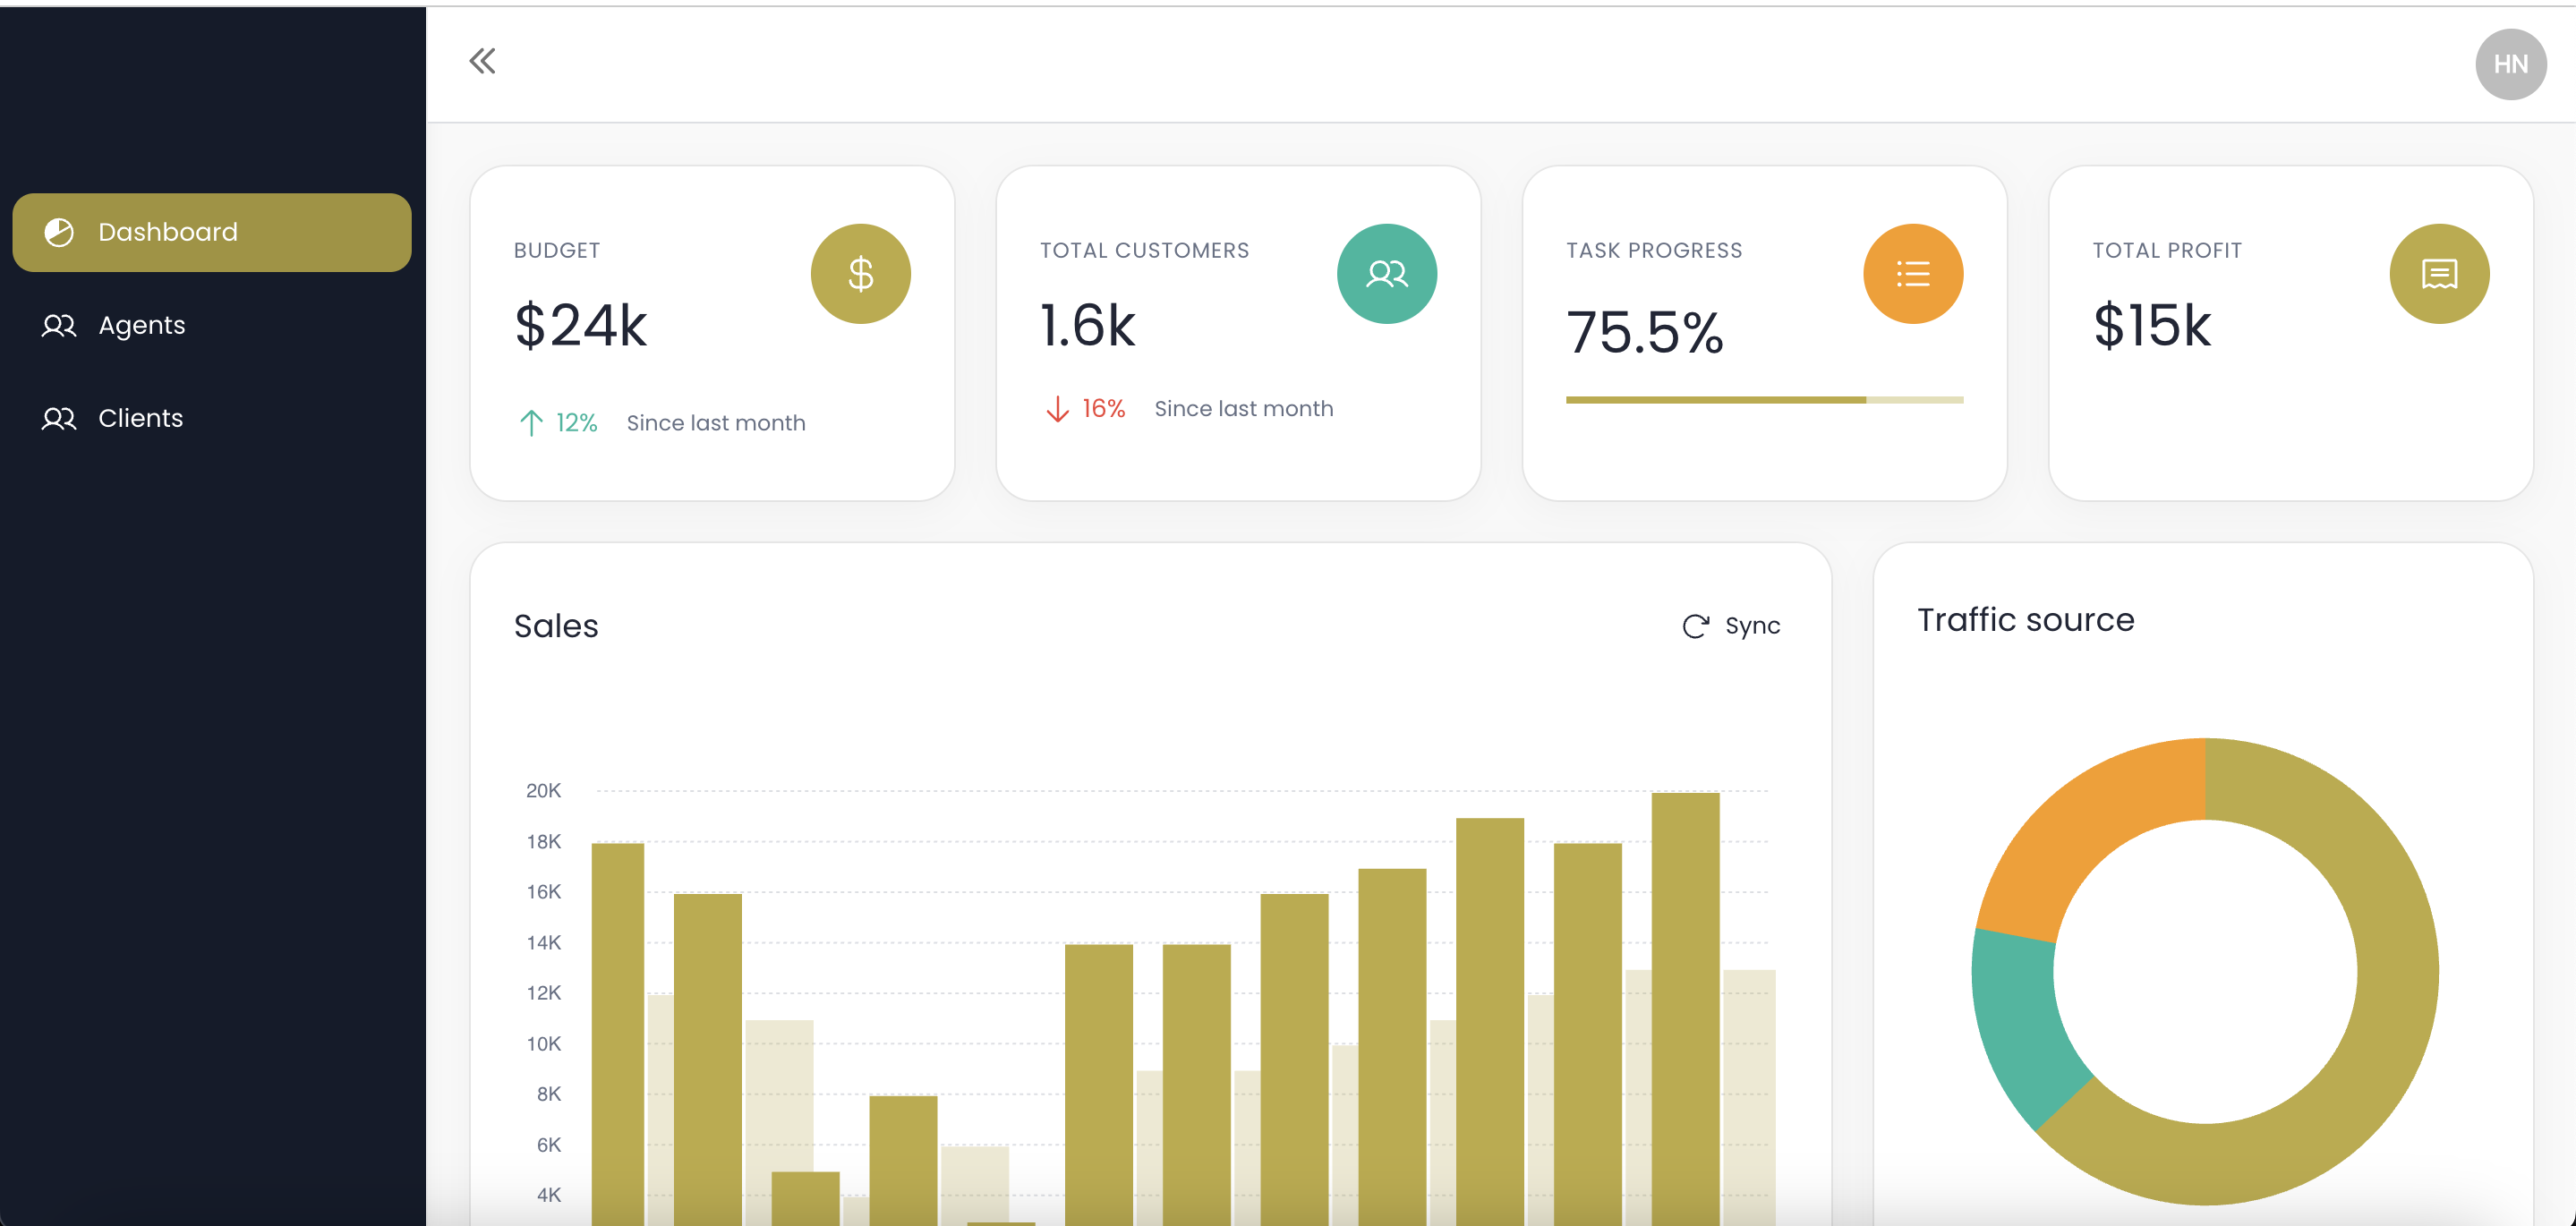 HN
Dashboard
Agents
Clients
BUDGET
$24k
12% Since last month
TOTAL CUSTOMERS
1.6k
16% Since last month
TASK PROGRESS
75.5%
TOTAL PROFIT
$15k
Sales
Sync
20K
18K
16K
14K
12K
10K
8K
6K
4K
Traffic source